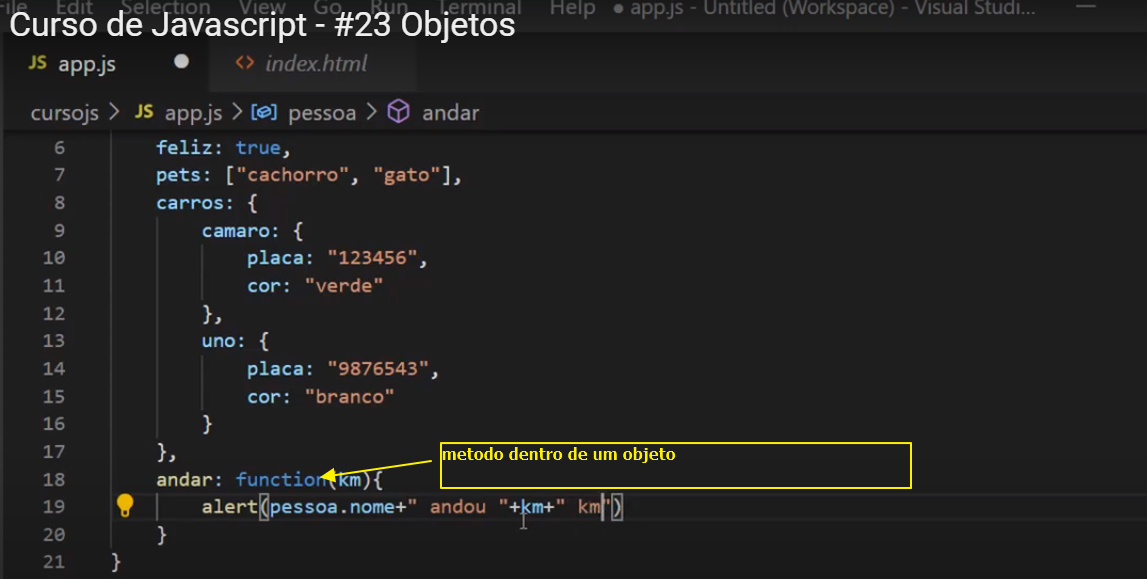 File Edit Selection View Go Run Terminal Help ● app.js - Untitled (Workspace) - Visual Studi...
Curso de Javascript - #23 Objetos
JS app.js ● <> index.html
cursojs > JS app.js > pessoa > andar
6 feliz: true,
7 pets: ["cachorro", "gato"],
8 carros: {
9 camaro: {
10 placa: "123456",
11 cor: "verde"
12 },
13 uno: {
14 placa: "9876543",
15 cor: "branco"
16 }
17 },
metodo dentro de um objeto
18 andar: function(km){
19 alert(pessoa.nome+" andou "+km+" km")
20 }
21 }